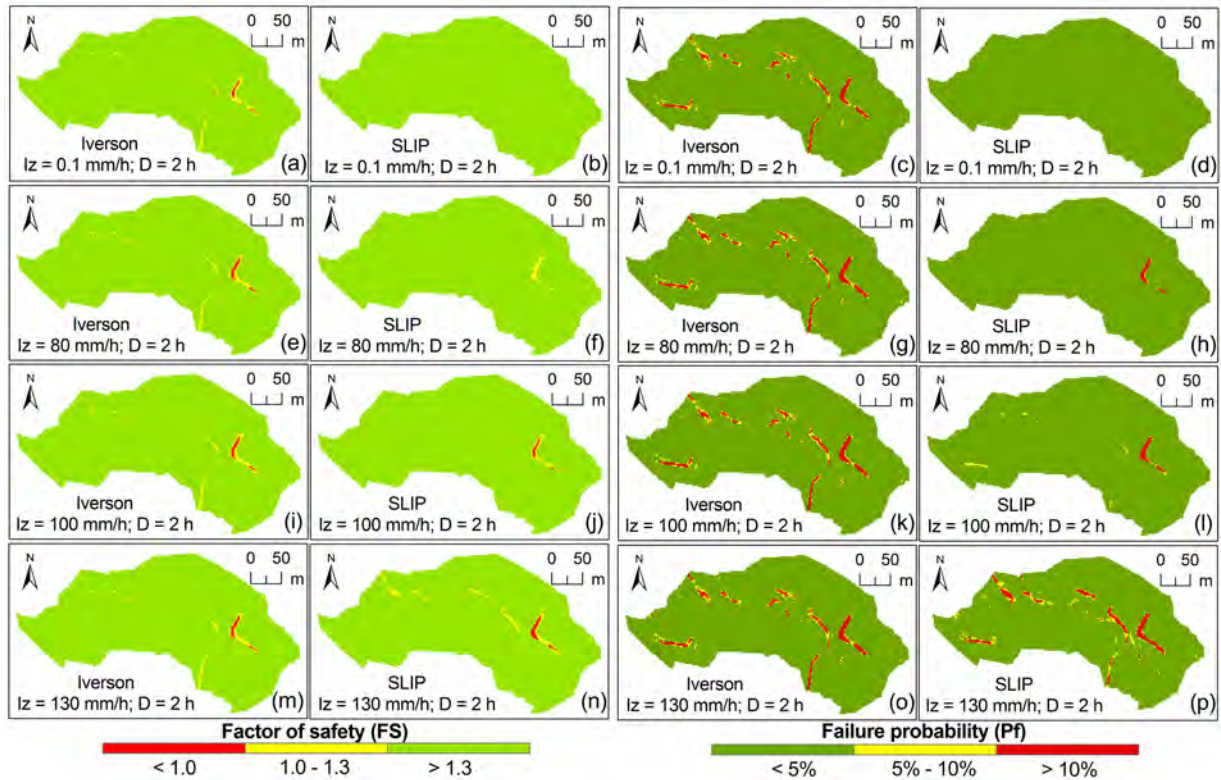 N 0 50 m
Iverson
Iz = 0.1 mm/h; D = 2 h (a)
N 0 50 m
SLIP
Iz = 0.1 mm/h; D = 2 h (b)
N 0 50 m
Iverson
Iz = 0.1 mm/h; D = 2 h (c)
N 0 50 m
SLIP
Iz = 0.1 mm/h; D = 2 h (d)
N 0 50 m
Iverson
Iz = 80 mm/h; D = 2 h (e)
N 0 50 m
SLIP
Iz = 80 mm/h; D = 2 h (f)
N 0 50 m
Iverson
Iz = 80 mm/h; D = 2 h (g)
N 0 50 m
SLIP
Iz = 80 mm/h; D = 2 h (h)
N 0 50 m
Iverson
Iz = 100 mm/h; D = 2 h (i)
N 0 50 m
SLIP
Iz = 100 mm/h; D = 2 h (j)
N 0 50 m
Iverson
Iz = 100 mm/h; D = 2 h (k)
N 0 50 m
SLIP
Iz = 100 mm/h; D = 2 h (l)
N 0 50 m
Iverson
Iz = 130 mm/h; D = 2 h (m)
N 0 50 m
SLIP
Iz = 130 mm/h; D = 2 h (n)
N 0 50 m
Iverson
Iz = 130 mm/h; D = 2 h (o)
N 0 50 m
SLIP
Iz = 130 mm/h; D = 2 h (p)
Factor of safety (FS)
< 1.0 1.0 - 1.3 > 1.3
Failure probability (Pf)
< 5% 5% - 10% > 10%